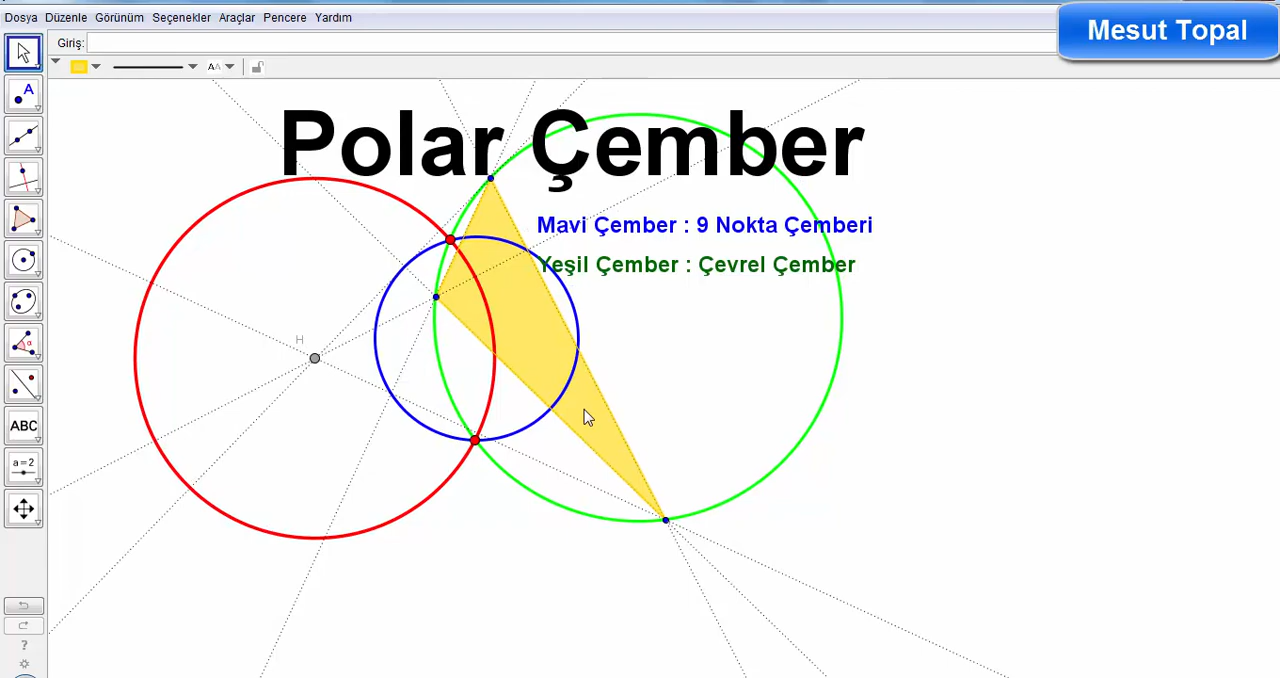 Dosya Düzenle Görünüm Seçenekler Araçlar Pencere Yardım
Mesut Topal
Giriş:
AA
A
Polar Çember
Mavi Çember : 9 Nokta Çemberi
Yeşil Çember : Çevrel Çember
H
α
ABC
a=2
?